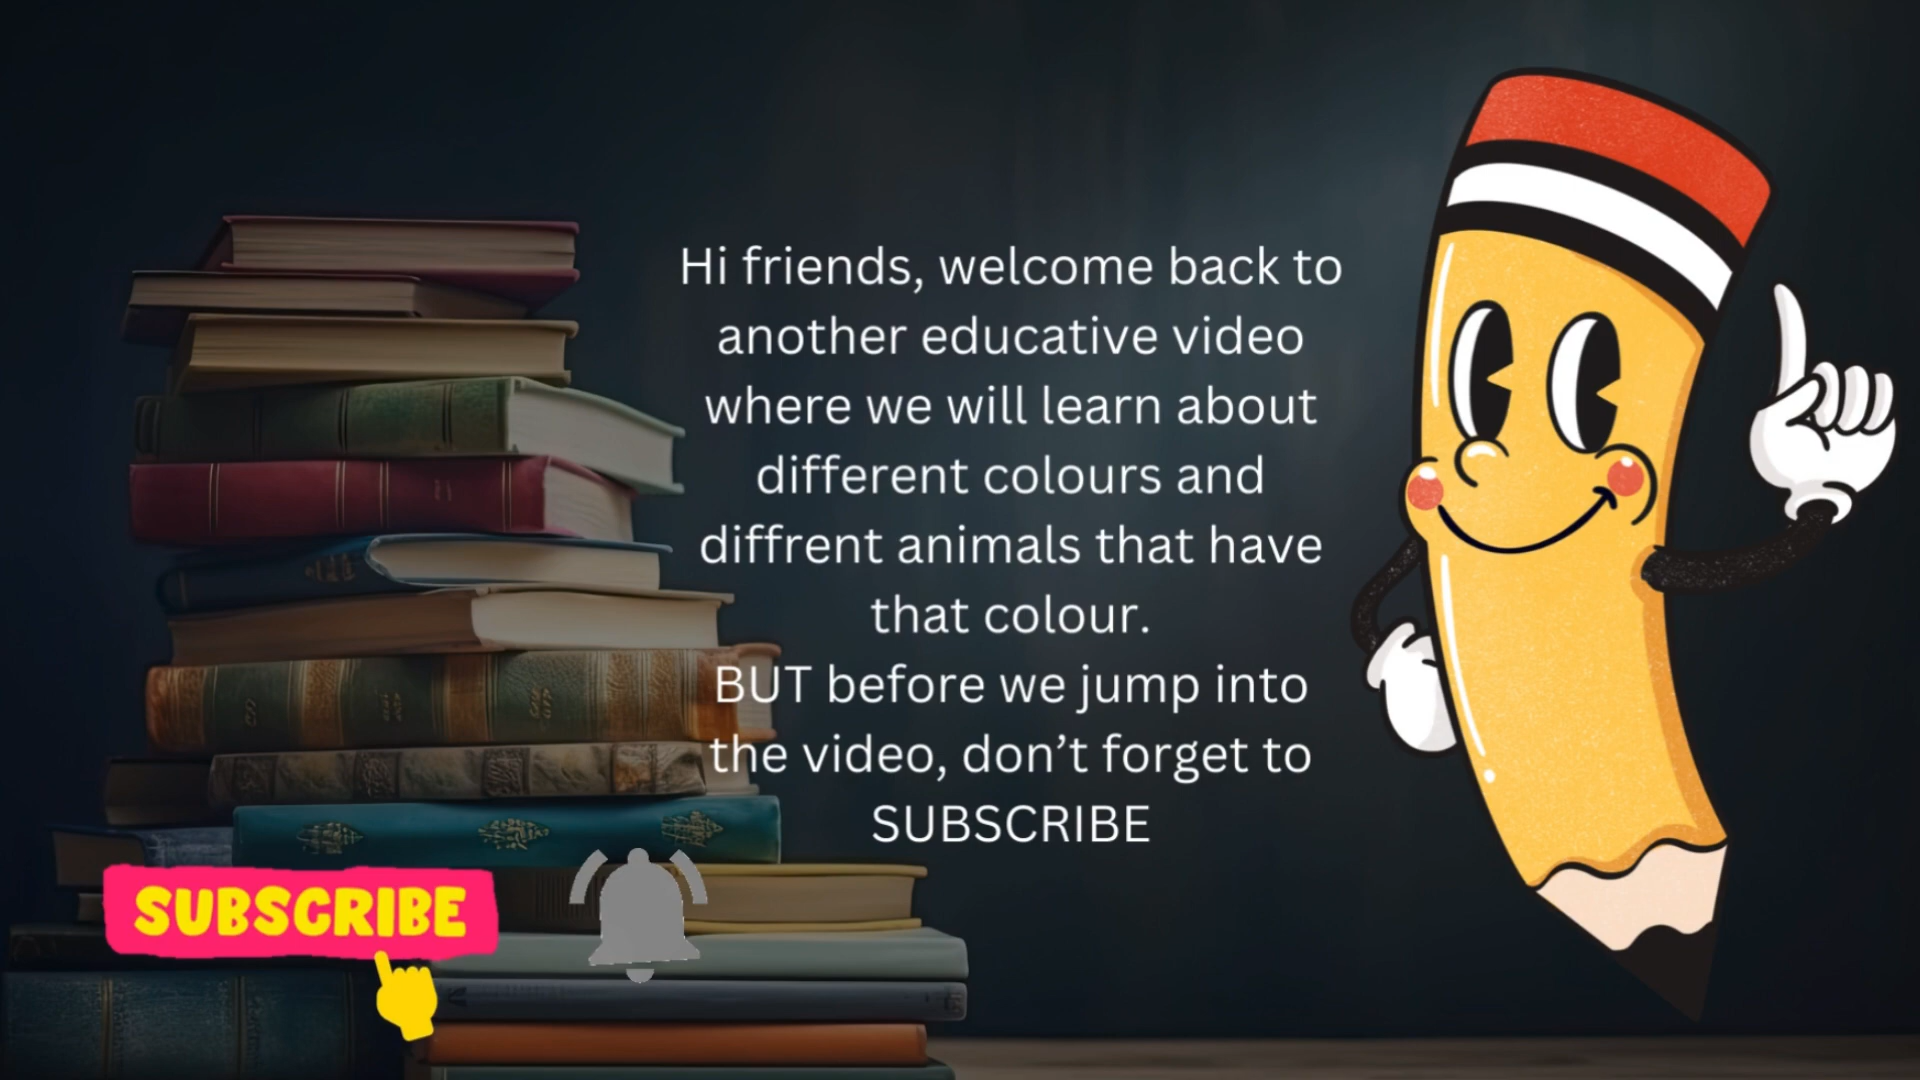 Hi friends, welcome back to
another educative video
where we will learn about
different colours and
diffrent animals that have
that colour.
BUT before we jump into
the video, don’t forget to
SUBSCRIBE
SUBSCRIBE